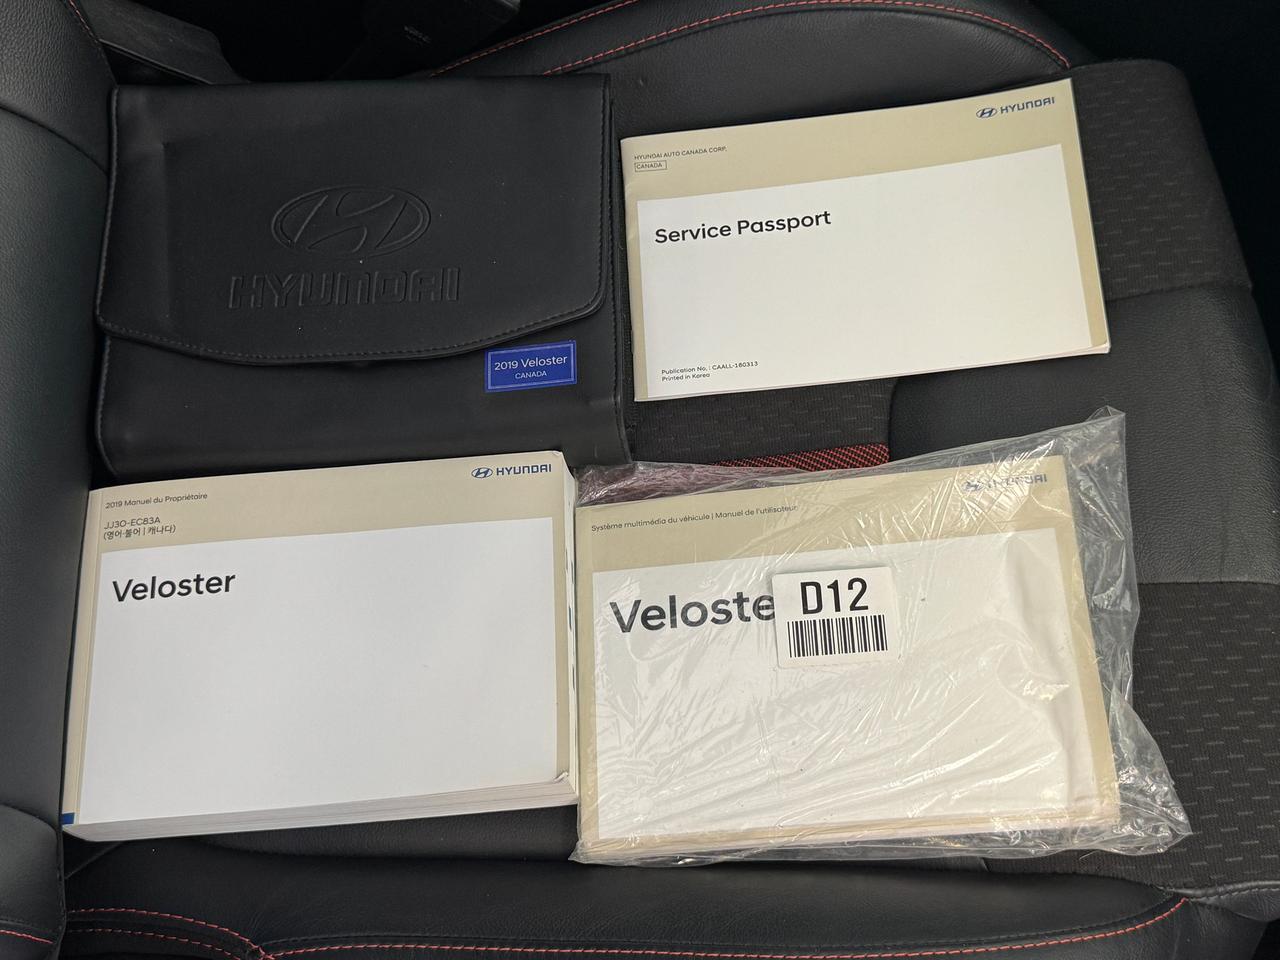 HYUNDAI
2019 Veloster
CANADA
HYUNDAI
HYUNDAI AUTO CANADA CORP.
CANADA
Service Passport
Publication No. : CAALL-160313
Printed in Korea
HYUNDAI
2019 Manuel du Propriétaire
JJ3O-EC83A
(영어·불어 | 캐나다)
Veloster
HYUNDAI
Système multimédia du véhicule | Manuel de l'utilisateur
Veloste
D12